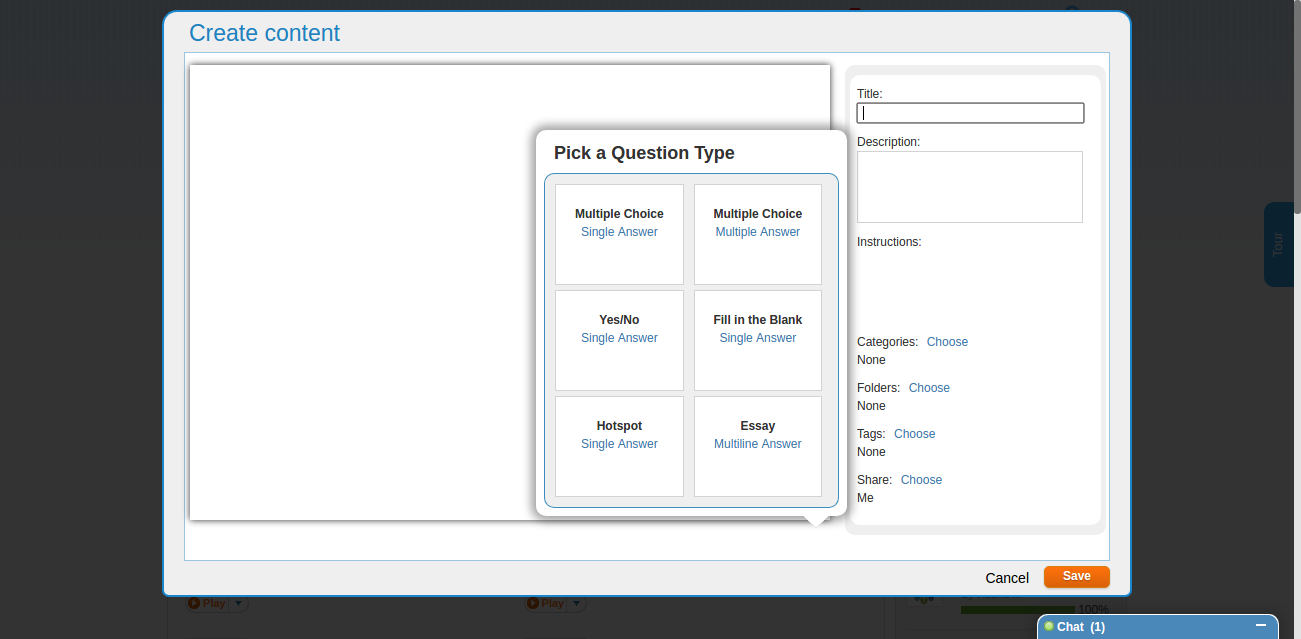 Create content
Pick a Question Type
Multiple Choice
Single Answer
Multiple Choice
Multiple Answer
Yes/No
Single Answer
Fill in the Blank
Single Answer
Hotspot
Single Answer
Essay
Multiline Answer
Title:
Description:
Instructions:
Categories: Choose
None
Folders: Choose
None
Tags: Choose
None
Share: Choose
Me
Cancel
Save
Tour
Play
Play
100%
Chat (1)